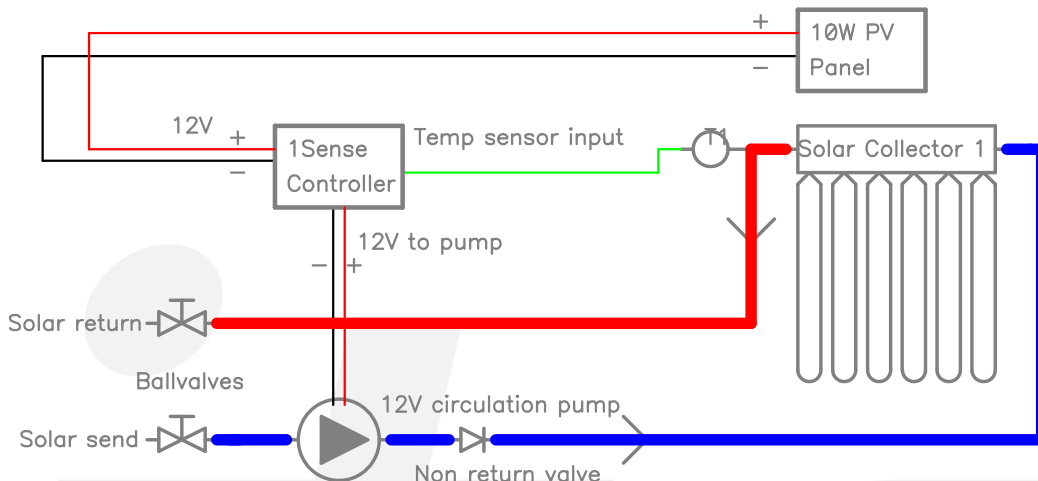 +
10W PV
Panel
−
12V
+
−
1Sense
Controller
Temp sensor input
T1
Solar Collector 1
12V to pump
− +
Solar return
Ballvalves
12V circulation pump
Solar send
Non return valve